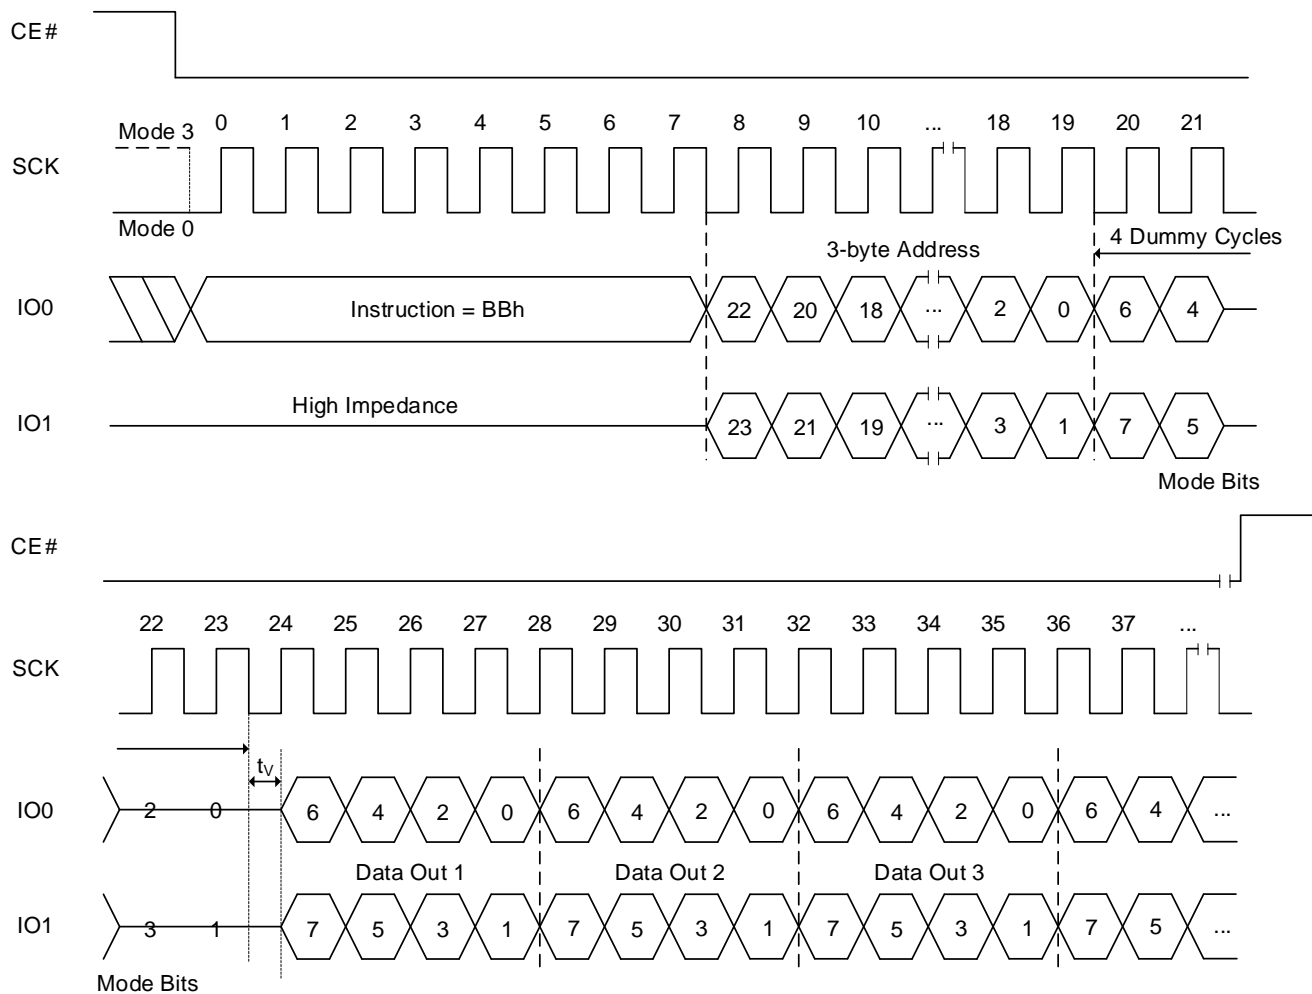 CE#
Mode 3 0 1 2 3 4 5 6 7 8 9 10 ... 18 19 20 21
SCK
Mode 0
3-byte Address 4 Dummy Cycles
IO0 Instruction = BBh 22 20 18 ... 2 0 6 4
High Impedance
IO1 23 21 19 ... 3 1 7 5
Mode Bits
CE#
22 23 24 25 26 27 28 29 30 31 32 33 34 35 36 37 ...
SCK
tV
IO0 2 0 6 4 2 0 6 4 2 0 6 4 2 0 6 4 ...
Data Out 1 Data Out 2 Data Out 3
IO1 3 1 7 5 3 1 7 5 3 1 7 5 3 1 7 5 ...
Mode Bits